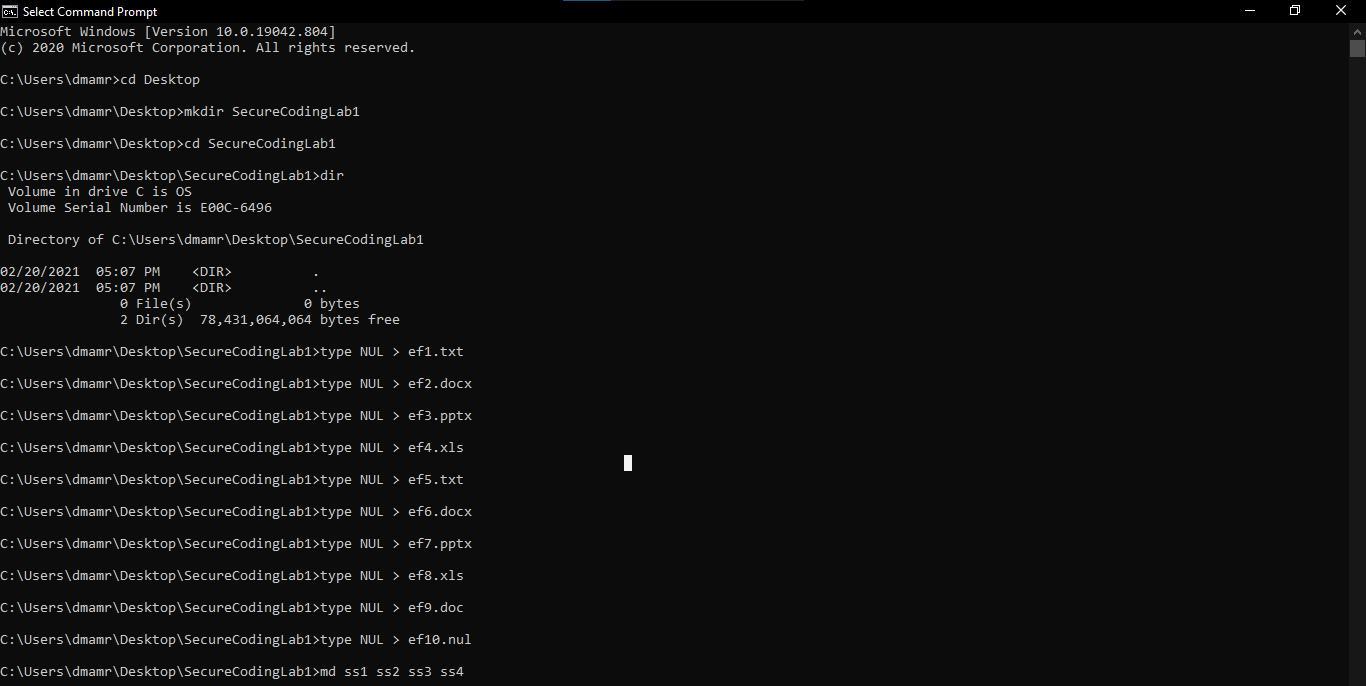 Select Command Prompt
Microsoft Windows [Version 10.0.19042.804]
(c) 2020 Microsoft Corporation. All rights reserved.
C:\Users\dmamr>cd Desktop
C:\Users\dmamr\Desktop>mkdir SecureCodingLab1
C:\Users\dmamr\Desktop>cd SecureCodingLab1
C:\Users\dmamr\Desktop\SecureCodingLab1>dir
Volume in drive C is OS
Volume Serial Number is E00C-6496
Directory of C:\Users\dmamr\Desktop\SecureCodingLab1
02/20/2021  05:07 PM    <DIR>          .
02/20/2021  05:07 PM    <DIR>          ..
0 File(s)              0 bytes
2 Dir(s)  78,431,064,064 bytes free
C:\Users\dmamr\Desktop\SecureCodingLab1>type NUL > ef1.txt
C:\Users\dmamr\Desktop\SecureCodingLab1>type NUL > ef2.docx
C:\Users\dmamr\Desktop\SecureCodingLab1>type NUL > ef3.pptx
C:\Users\dmamr\Desktop\SecureCodingLab1>type NUL > ef4.xls
C:\Users\dmamr\Desktop\SecureCodingLab1>type NUL > ef5.txt
C:\Users\dmamr\Desktop\SecureCodingLab1>type NUL > ef6.docx
C:\Users\dmamr\Desktop\SecureCodingLab1>type NUL > ef7.pptx
C:\Users\dmamr\Desktop\SecureCodingLab1>type NUL > ef8.xls
C:\Users\dmamr\Desktop\SecureCodingLab1>type NUL > ef9.doc
C:\Users\dmamr\Desktop\SecureCodingLab1>type NUL > ef10.nul
C:\Users\dmamr\Desktop\SecureCodingLab1>md ss1 ss2 ss3 ss4